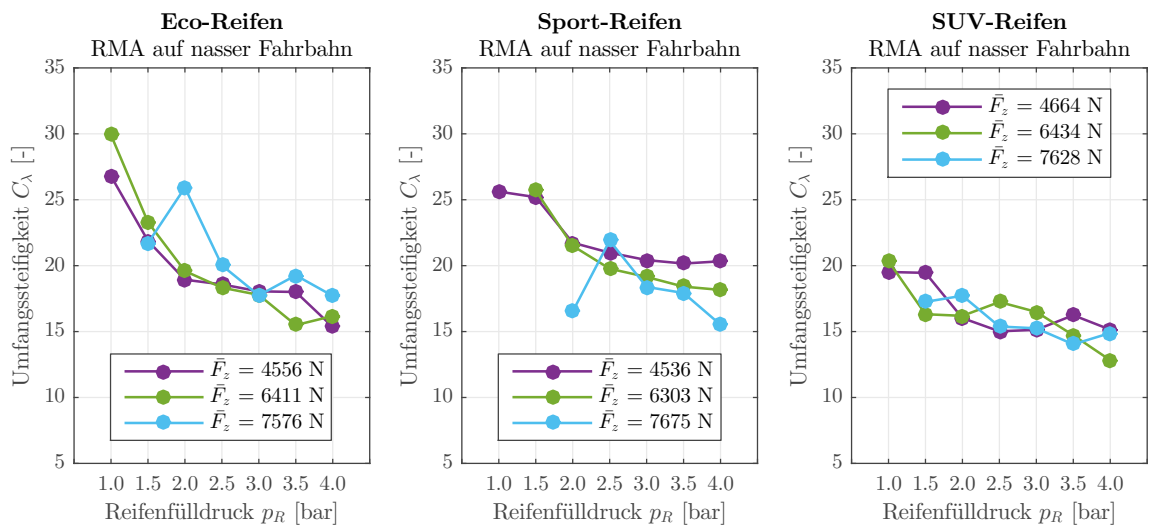 Eco-Reifen
RMA auf nasser Fahrbahn
Umfangssteifigkeit C_λ [-]
35
30
25
20
15
10
5
F̄_z = 4556 N
F̄_z = 6411 N
F̄_z = 7576 N
1.0 1.5 2.0 2.5 3.0 3.5 4.0
Reifenfülldruck p_R [bar]
Sport-Reifen
RMA auf nasser Fahrbahn
Umfangssteifigkeit C_λ [-]
35
30
25
20
15
10
5
F̄_z = 4536 N
F̄_z = 6303 N
F̄_z = 7675 N
1.0 1.5 2.0 2.5 3.0 3.5 4.0
Reifenfülldruck p_R [bar]
SUV-Reifen
RMA auf nasser Fahrbahn
Umfangssteifigkeit C_λ [-]
35
30
25
20
15
10
5
F̄_z = 4664 N
F̄_z = 6434 N
F̄_z = 7628 N
1.0 1.5 2.0 2.5 3.0 3.5 4.0
Reifenfülldruck p_R [bar]